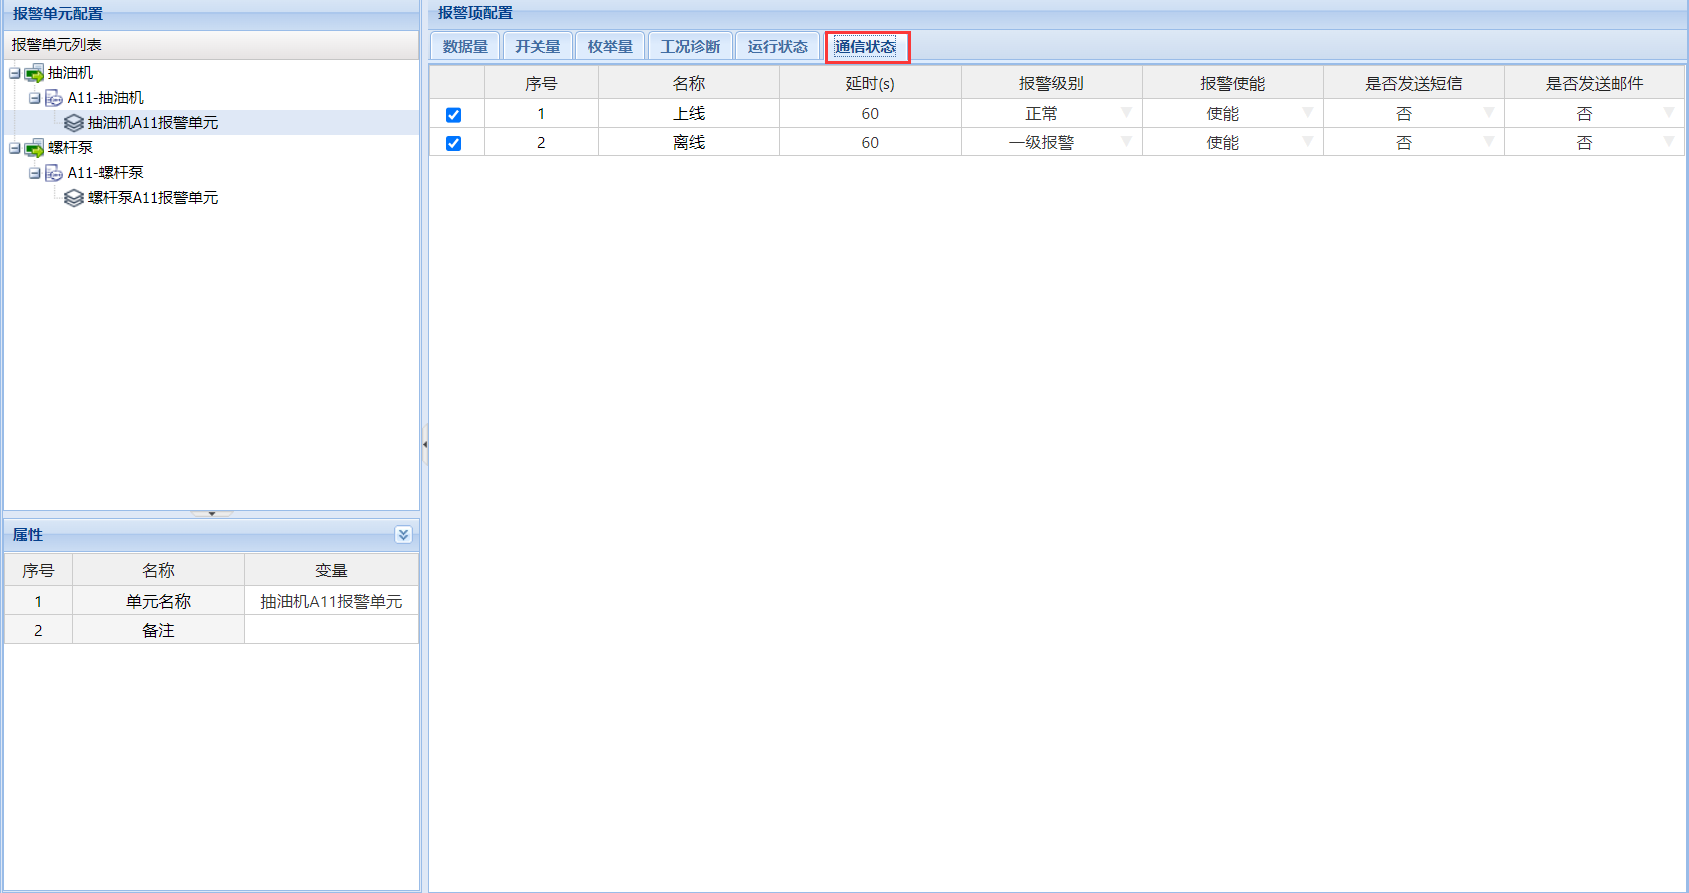 报警单元配置
报警单元列表
抽油机
A11-抽油机
抽油机A11报警单元
螺杆泵
A11-螺杆泵
螺杆泵A11报警单元
属性
序号 名称 变量
1 单元名称 抽油机A11报警单元
2 备注
报警项配置
数据量 开关量 枚举量 工况诊断 运行状态 通信状态
序号 名称 延时(s) 报警级别 报警使能 是否发送短信 是否发送邮件
1 上线 60 正常 使能 否 否
2 离线 60 一级报警 使能 否 否